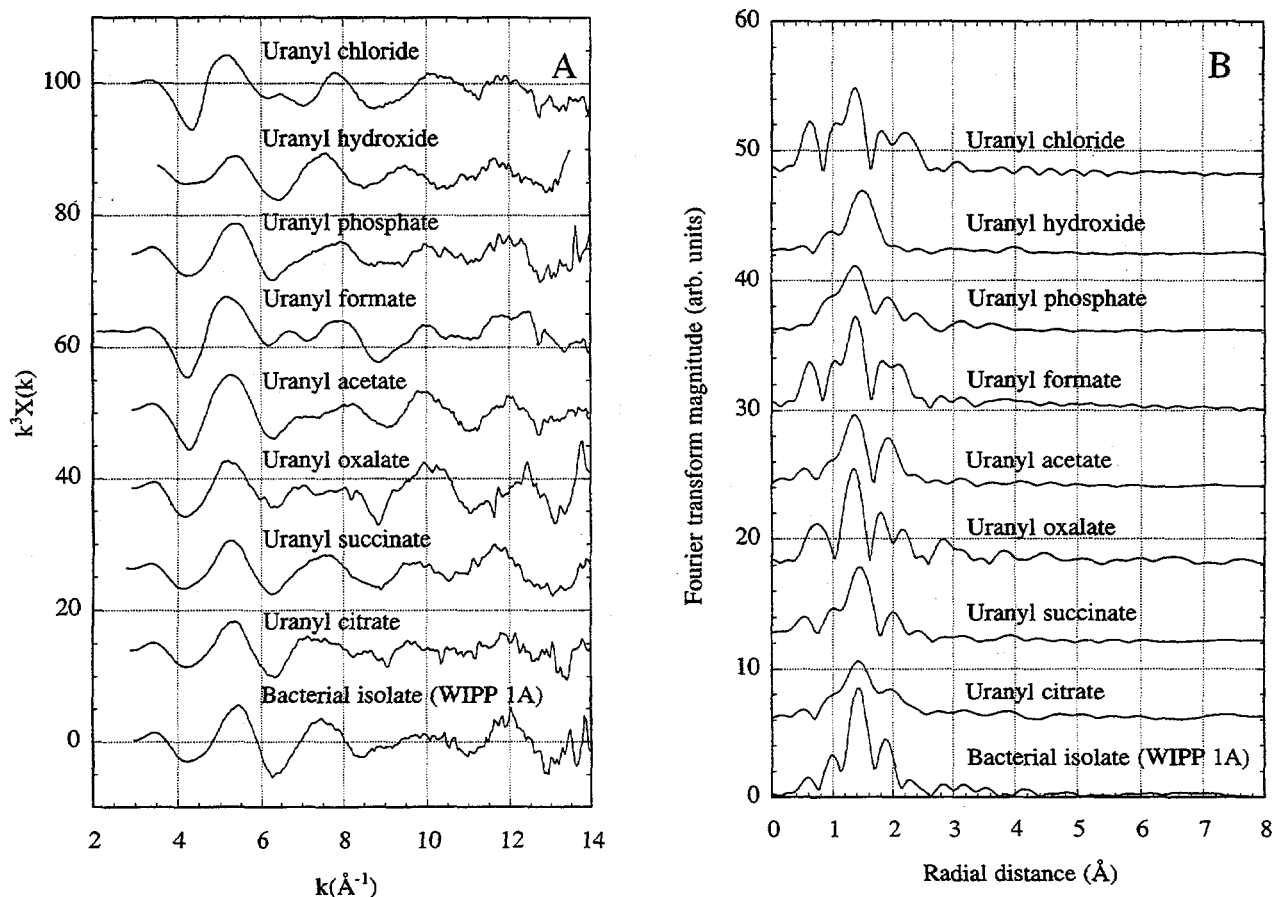 A
Uranyl chloride
Uranyl hydroxide
Uranyl phosphate
Uranyl formate
Uranyl acetate
Uranyl oxalate
Uranyl succinate
Uranyl citrate
Bacterial isolate (WIPP 1A)
100
80
60
40
20
0
k³X(k)
2 4 6 8 10 12 14
k(Å⁻¹)
B
Uranyl chloride
Uranyl hydroxide
Uranyl phosphate
Uranyl formate
Uranyl acetate
Uranyl oxalate
Uranyl succinate
Uranyl citrate
Bacterial isolate (WIPP 1A)
60
50
40
30
20
10
0
Fourier transform magnitude (arb. units)
0 1 2 3 4 5 6 7 8
Radial distance (Å)